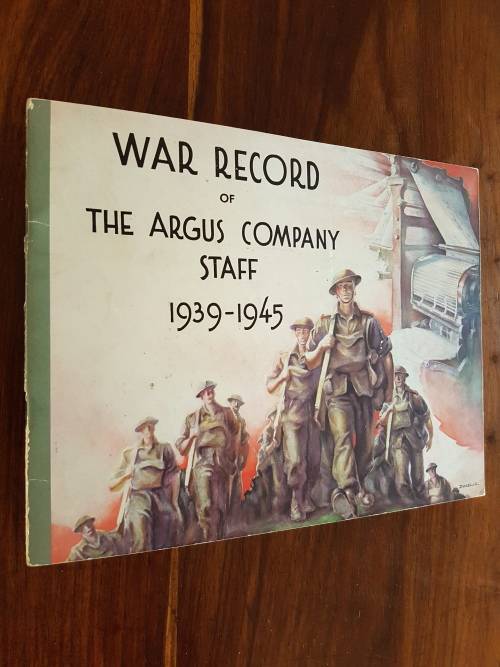 WAR RECORD
OF
THE ARGUS COMPANY
STAFF
1939-1945